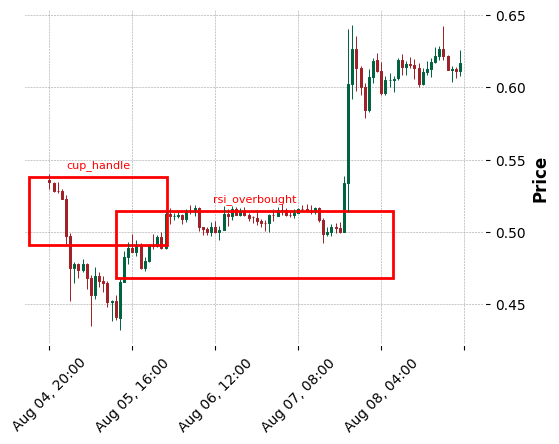 0.65
0.60
cup_handle
0.55
rsi_overbought
0.50
0.45
Price
Aug 04, 20:00
Aug 05, 16:00
Aug 06, 12:00
Aug 07, 08:00
Aug 08, 04:00